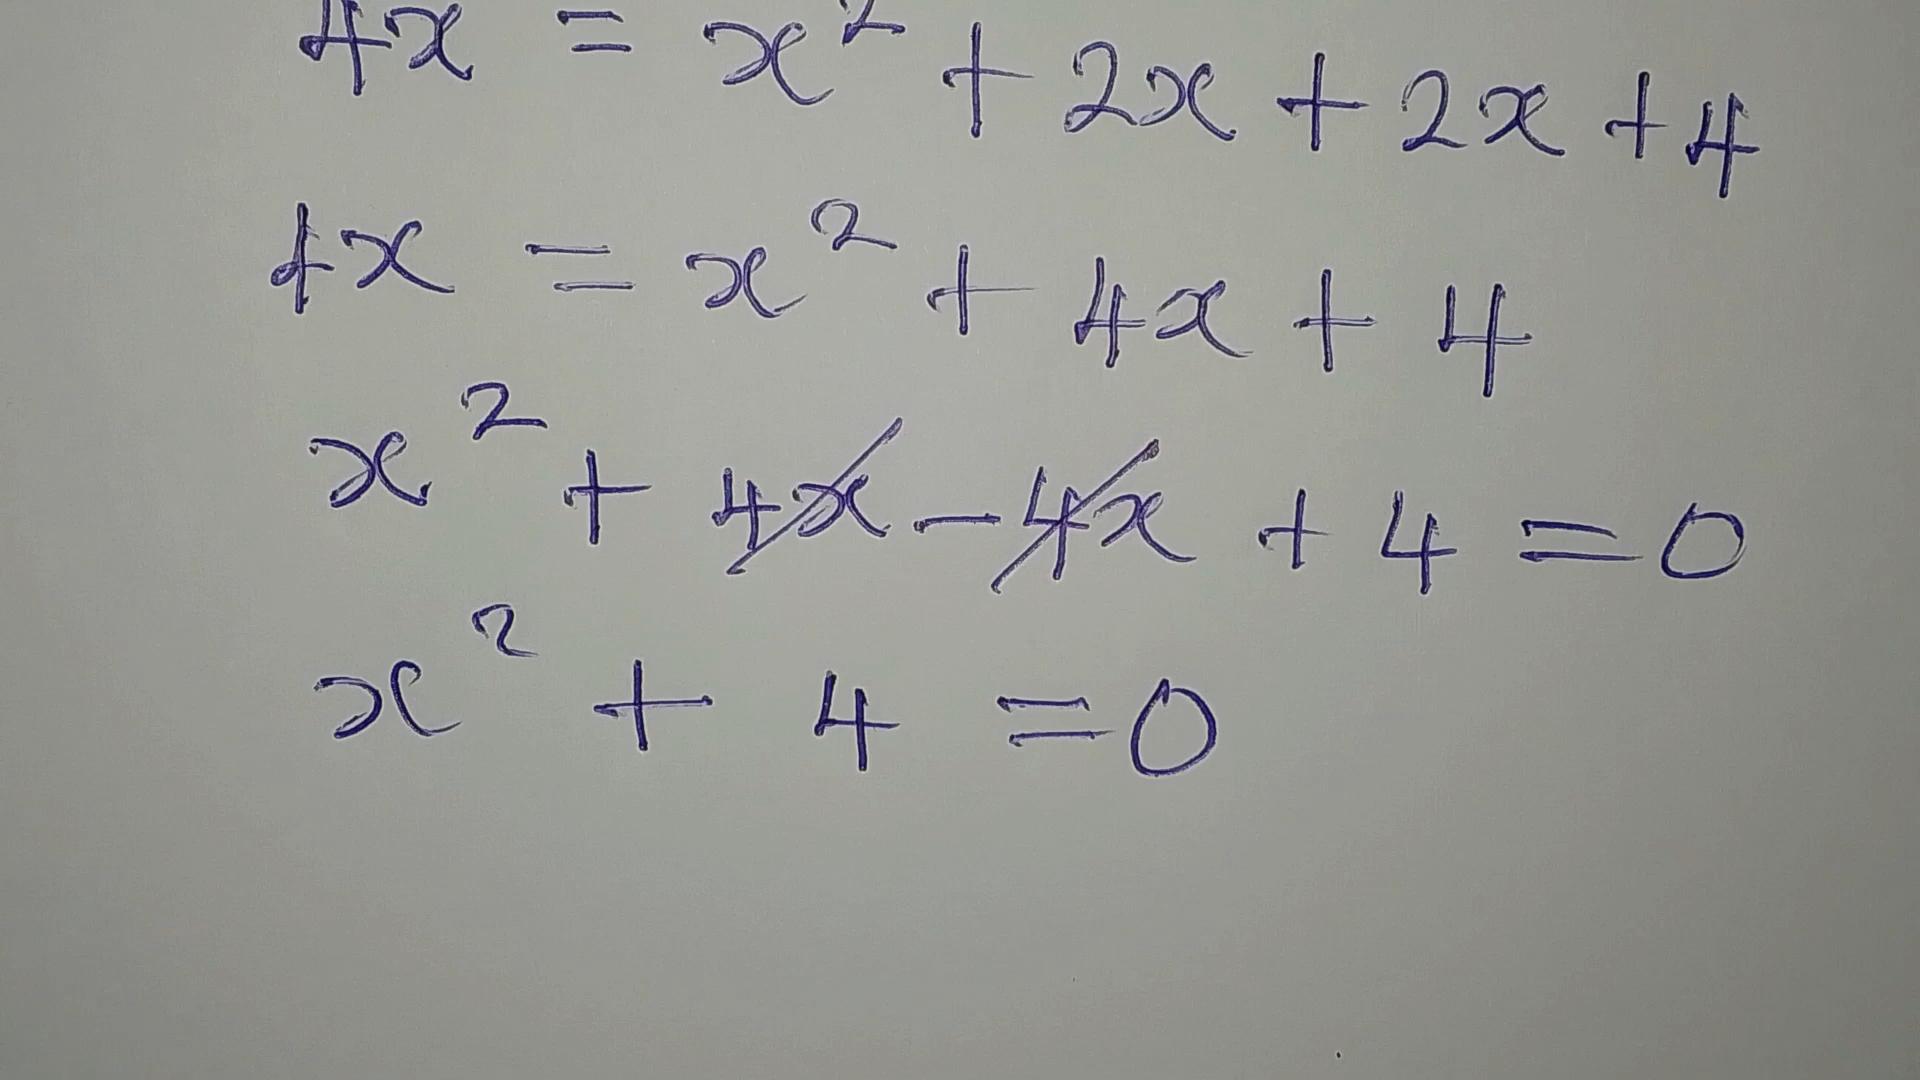 4x = x² + 2x + 2x + 4
4x = x² + 4x + 4
x² + 4x - 4x + 4 = 0
x² + 4 = 0